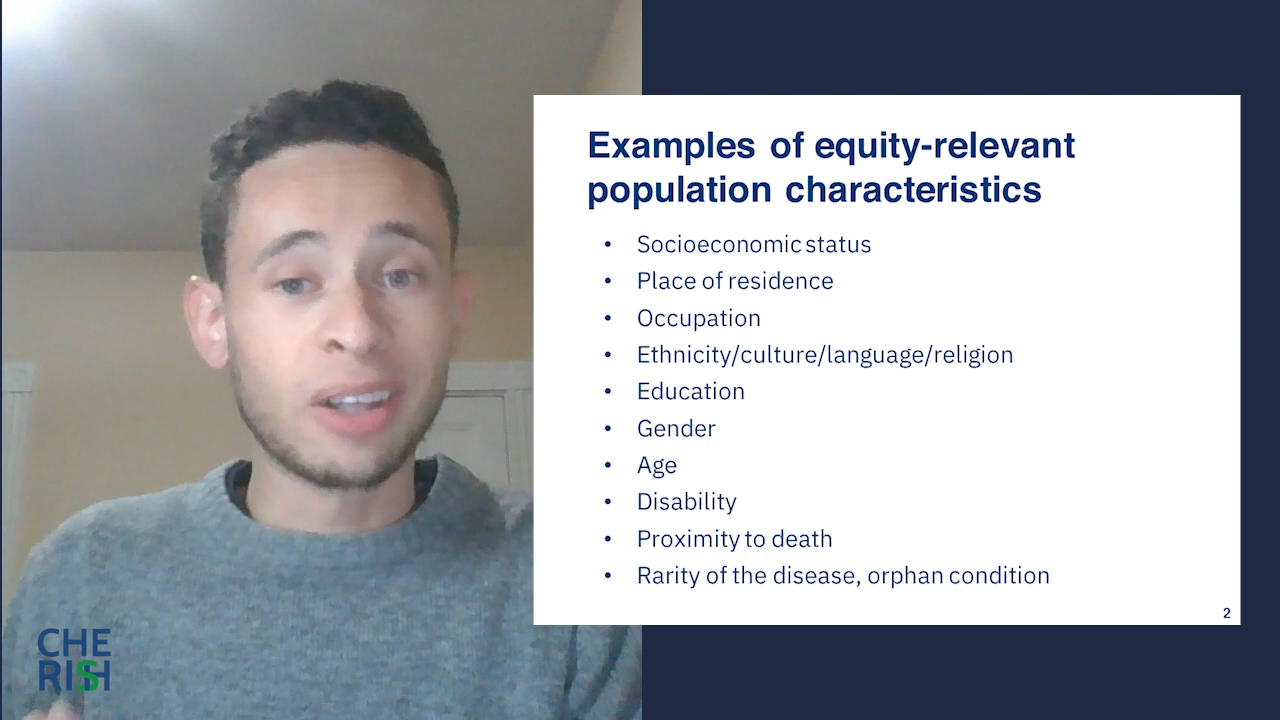 Examples of equity-relevant
population characteristics
• Socioeconomic status
• Place of residence
• Occupation
• Ethnicity/culture/language/religion
• Education
• Gender
• Age
• Disability
• Proximity to death
• Rarity of the disease, orphan condition
2
CHE
RISH